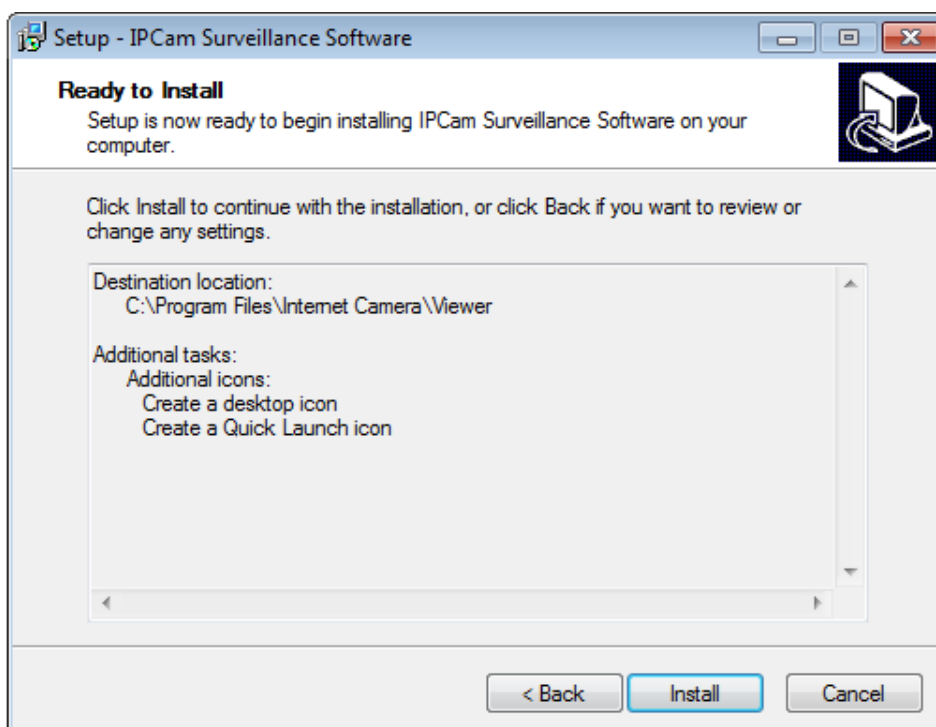 Setup - IPCam Surveillance Software
Ready to Install
Setup is now ready to begin installing IPCam Surveillance Software on your
computer.
Click Install to continue with the installation, or click Back if you want to review or
change any settings.
Destination location:
C:\Program Files\Internet Camera\Viewer
Additional tasks:
Additional icons:
Create a desktop icon
Create a Quick Launch icon
< Back Install Cancel